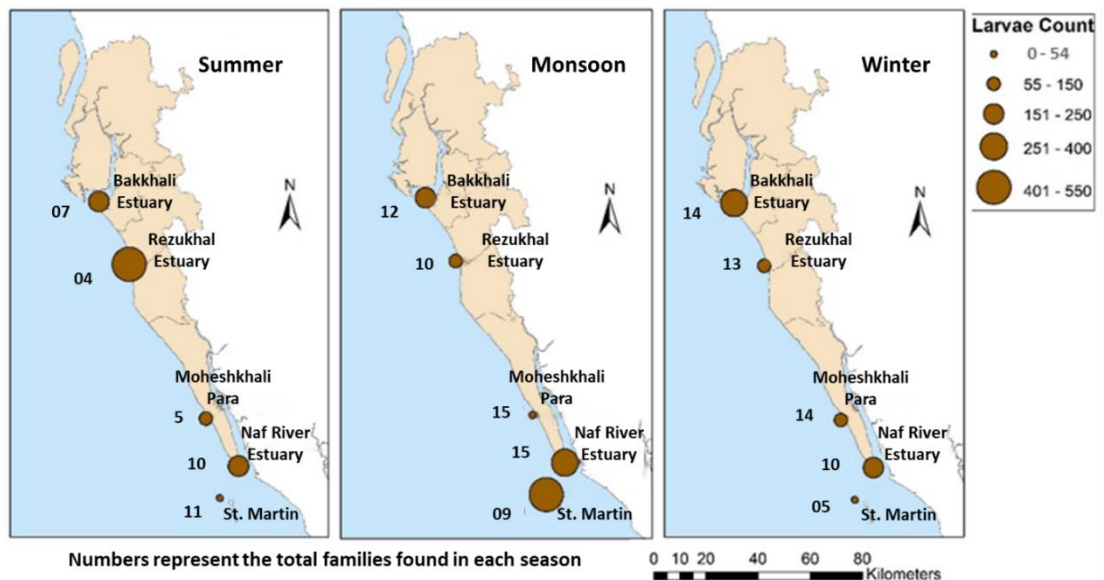 Summer
Bakkhali
Estuary
07
Rezukhal
Estuary
04
Moheshkhali
Para
5
Naf River
Estuary
10
11
St. Martin
N
Monsoon
Bakkhali
Estuary
12
Rezukhal
Estuary
10
Moheshkhali
Para
15
Naf River
Estuary
15
09
St. Martin
N
Winter
Bakkhali
Estuary
14
Rezukhal
Estuary
13
Moheshkhali
Para
14
Naf River
Estuary
10
05
St. Martin
N
Larvae Count
0 - 54
55 - 150
151 - 250
251 - 400
401 - 550
Numbers represent the total families found in each season
0 10 20 40 60 80
Kilometers